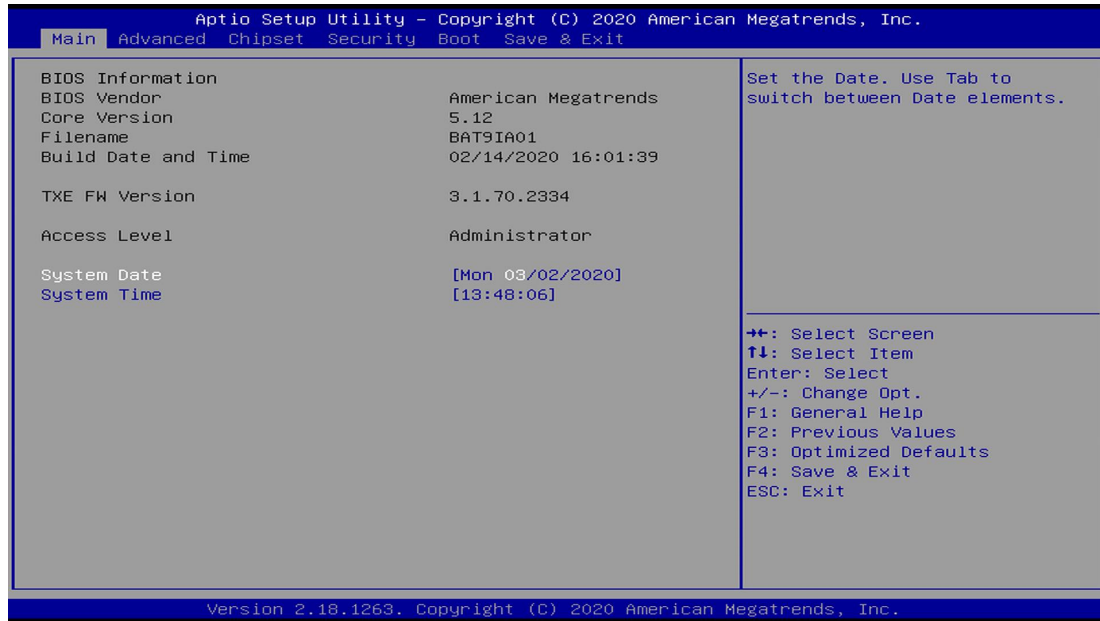 Aptio Setup Utility – Copyright (C) 2020 American Megatrends, Inc.
Main Advanced Chipset Security Boot Save & Exit
BIOS Information
BIOS Vendor American Megatrends
Core Version 5.12
Filename BAT9IA01
Build Date and Time 02/14/2020 16:01:39
TXE FW Version 3.1.70.2334
Access Level Administrator
System Date [Mon 03/02/2020]
System Time [13:48:06]
Set the Date. Use Tab to
switch between Date elements.
→←: Select Screen
↑↓: Select Item
Enter: Select
+/-: Change Opt.
F1: General Help
F2: Previous Values
F3: Optimized Defaults
F4: Save & Exit
ESC: Exit
Version 2.18.1263. Copyright (C) 2020 American Megatrends, Inc.